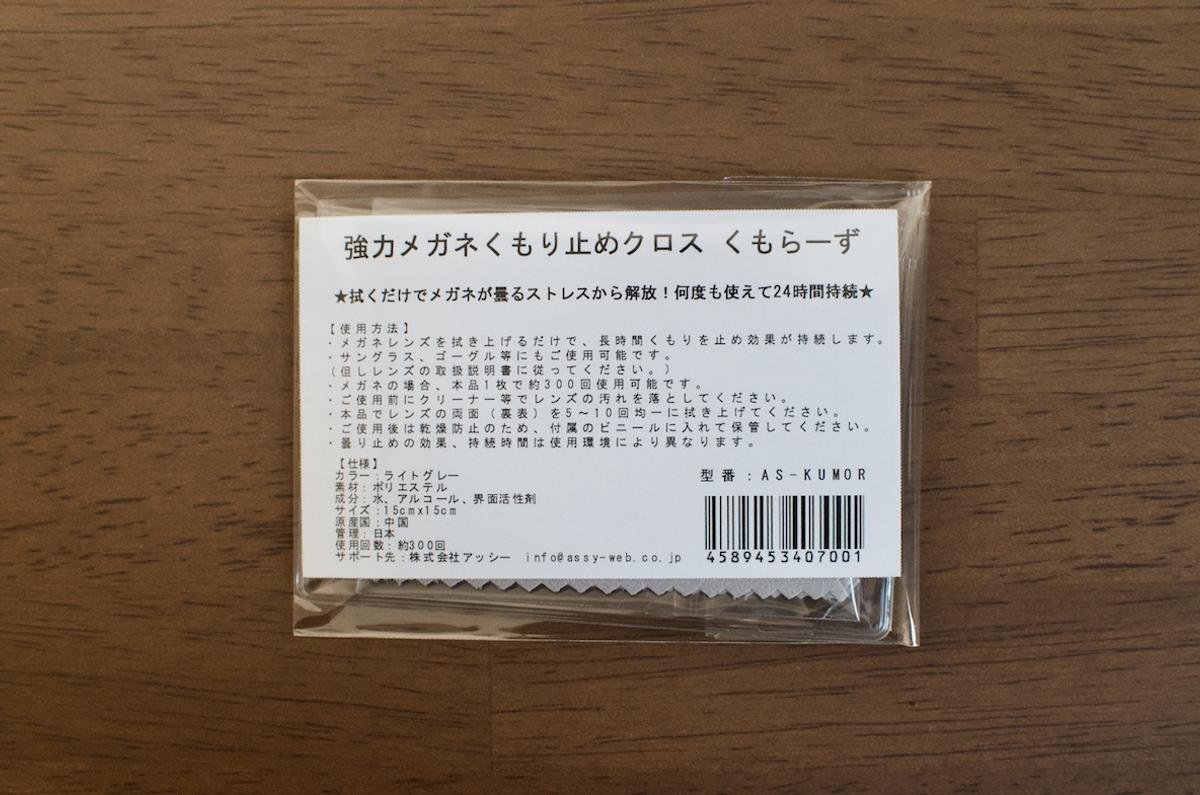 強力メガネくもり止めクロス くもらーず
★拭くだけでメガネが曇るストレスから解放！何度も使えて24時間持続★
【使用方法】
・メガネレンズを拭き上げるだけで、長時間くもりを止め効果が持続します。
・サングラス、ゴーグル等にもご使用可能です。
(但しレンズの取扱説明書に従ってください。)
・メガネの場合、本品1枚で約300回使用可能です。
・ご使用前にクリーナー等でレンズの汚れを落としてください。
・本品でレンズの両面（裏表）を5～10回均一に拭き上げてください。
・ご使用後は乾燥防止のため、付属のビニールに入れて保管してください。
・曇り止めの効果、持続時間は使用環境により異なります。
【仕様】
カラー：ライトグレー
素材：ポリエステル
成分：水、アルコール、界面活性剤
サイズ：15cmx15cm
原産国：中国
管理：日本
使用回数：約300回
サポート先：株式会社アッシー info@assy-web.co.jp
型番：AS-KUMOR
4589453407001